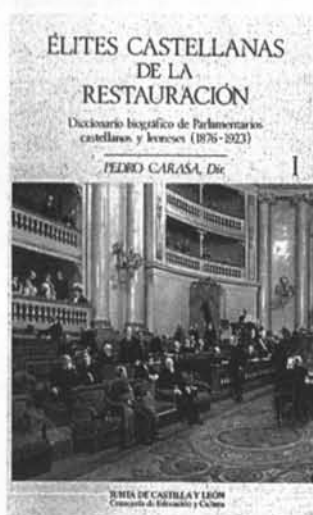 ÉLITES CASTELLANAS
DE LA
RESTAURACIÓN
Diccionario biográfico de Parlamentarios
castellanos y leoneses (1876-1923)
PEDRO CARASA, Dir.
I
JUNTA DE CASTILLA Y LEÓN
Consejería de Educación y Cultura